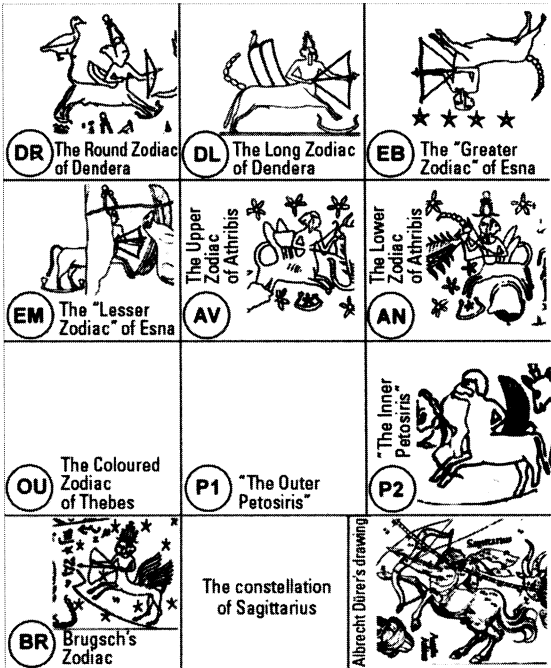 DR
The Round Zodiac
of Dendera
DL
The Long Zodiac
of Dendera
EB
The "Greater
Zodiac" of Esna
EM
The "Lesser
Zodiac" of Esna
AV
The Upper
Zodiac
of Athribis
AN
The Lower
Zodiac
of Athribis
OU
The Coloured
Zodiac
of Thebes
P1
"The Outer
Petosiris"
P2
"The Inner
Petosiris"
BR
Brugsch's
Zodiac
The constellation
of Sagittarius
Albrecht Dürer's drawing
Sagittarius